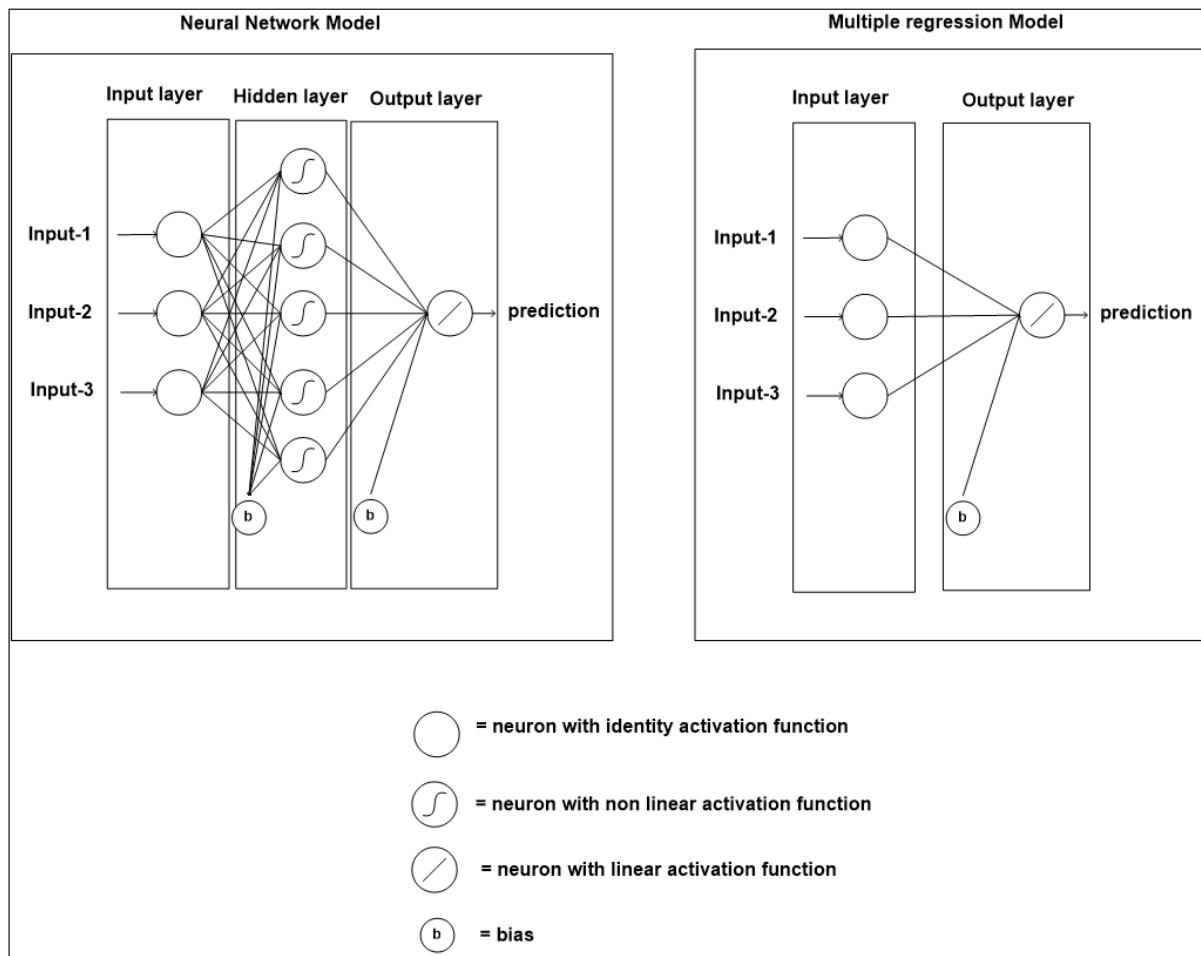 Neural Network Model
Input layer
Hidden layer
Output layer
Input-1
Input-2
Input-3
prediction
b
b
Multiple regression Model
Input layer
Output layer
Input-1
Input-2
Input-3
prediction
b
= neuron with identity activation function
= neuron with non linear activation function
= neuron with linear activation function
b = bias